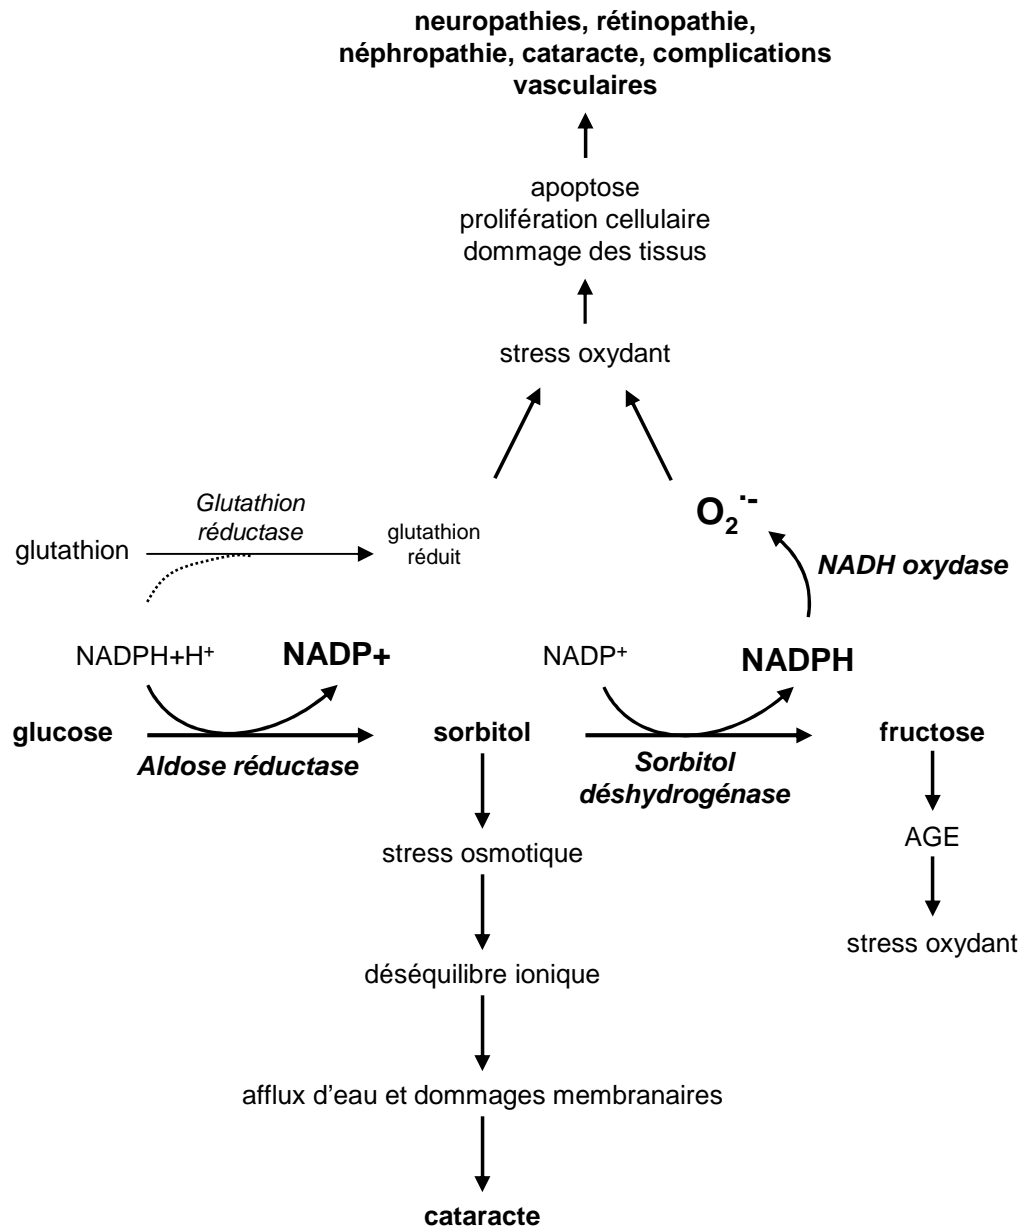 neuropathies, rétinopathie,
néphropathie, cataracte, complications
vasculaires
apoptose
prolifération cellulaire
dommage des tissus
stress oxydant
Glutathion
réductase
glutathion
glutathion
réduit
O₂·⁻
NADH oxydase
NADPH+H⁺
NADP+
NADP⁺
NADPH
glucose
sorbitol
fructose
Aldose réductase
Sorbitol
déshydrogénase
AGE
stress osmotique
stress oxydant
déséquilibre ionique
afflux d’eau et dommages membranaires
cataracte